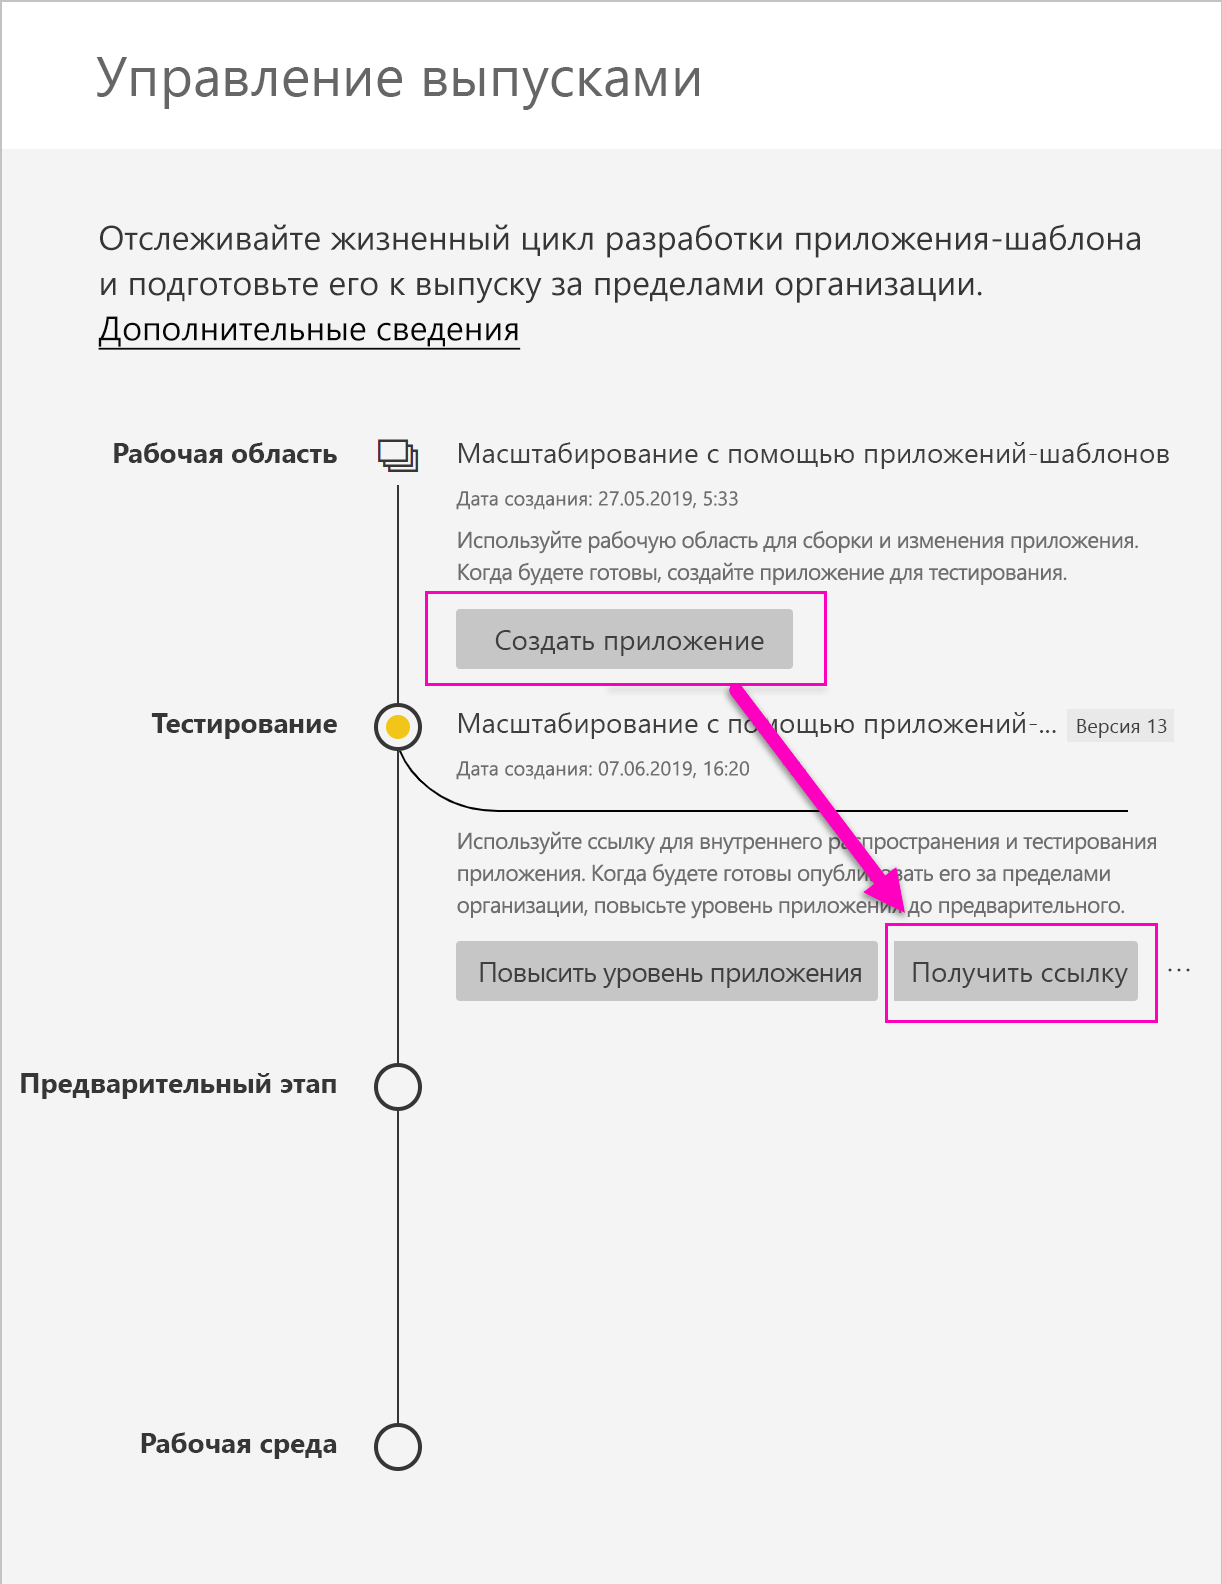 Управление выпусками
Отслеживайте жизненный цикл разработки приложения-шаблона
и подготовьте его к выпуску за пределами организации.
Дополнительные сведения
Рабочая область
Масштабирование с помощью приложений-шаблонов
Дата создания: 27.05.2019, 5:33
Используйте рабочую область для сборки и изменения приложения.
Когда будете готовы, создайте приложение для тестирования.
Создать приложение
Тестирование
Масштабирование с помощью приложений-...
Версия 13
Дата создания: 07.06.2019, 16:20
Используйте ссылку для внутреннего распространения и тестирования
приложения. Когда будете готовы опубликовать его за пределами
организации, повысьте уровень приложения до предварительного.
Повысить уровень приложения
Получить ссылку
...
Предварительный этап
Рабочая среда